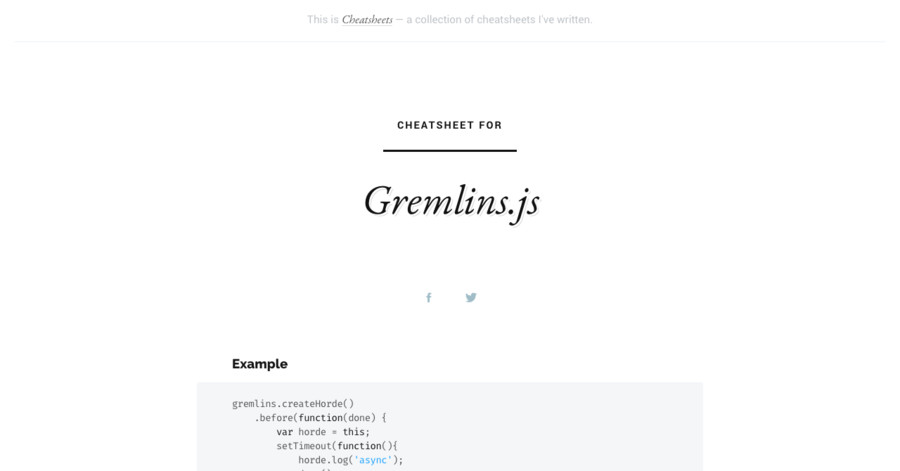 This is Cheatsheets — a collection of cheatsheets I've written.
CHEATSHEET FOR
Gremlins.js
Example
gremlins.createHorde()
    .before(function(done) {
        var horde = this;
        setTimeout(function(){
            horde.log('async');